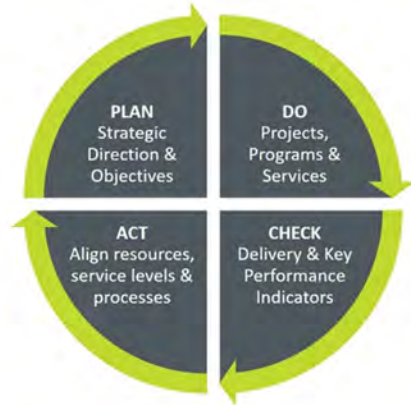 PLAN
Strategic
Direction &
Objectives
DO
Projects,
Programs &
Services
ACT
Align resources,
service levels &
processes
CHECK
Delivery & Key
Performance
Indicators